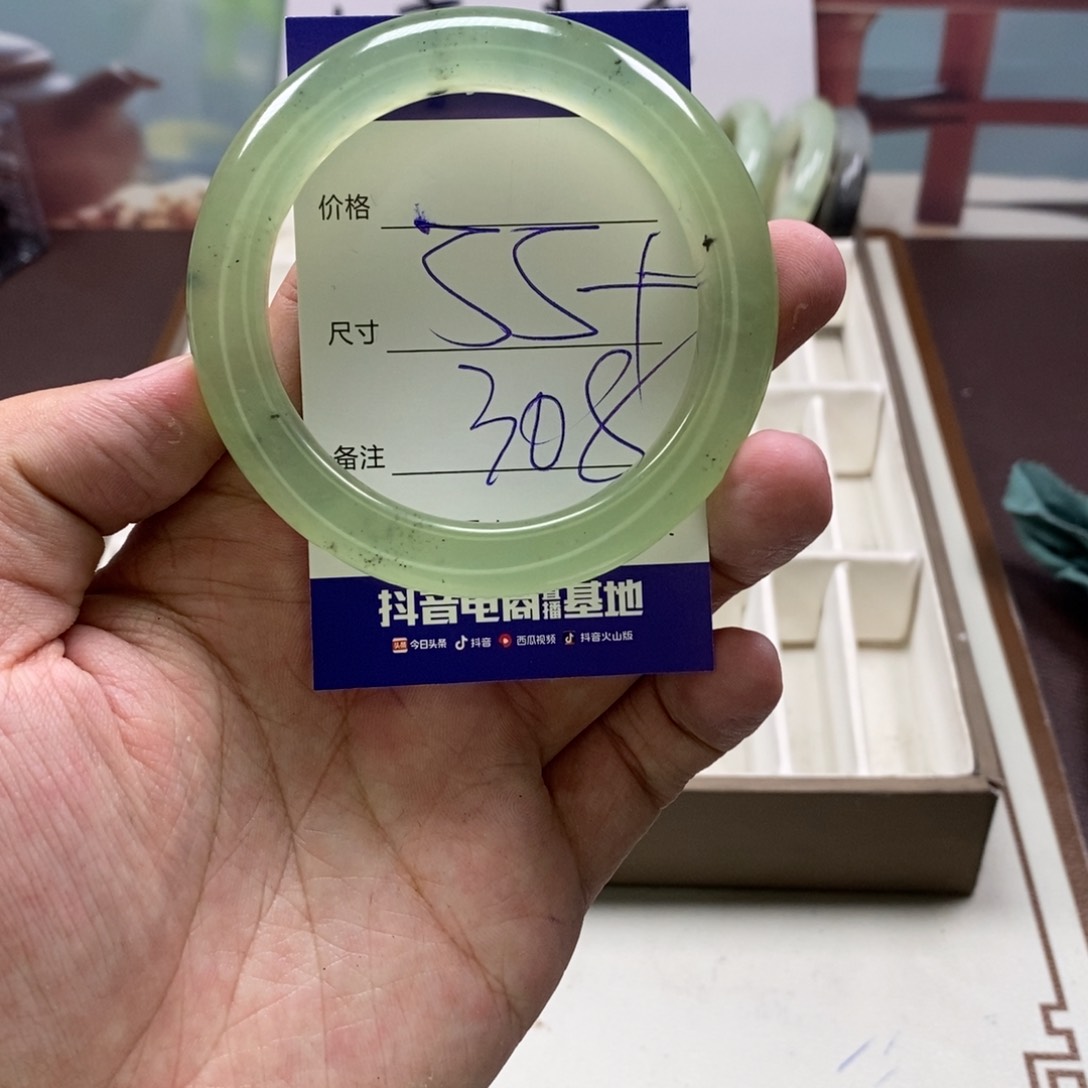 价格
55+
尺寸
308
备注
抖音电商直播基地
今日头条 抖音 西瓜视频 抖音火山版